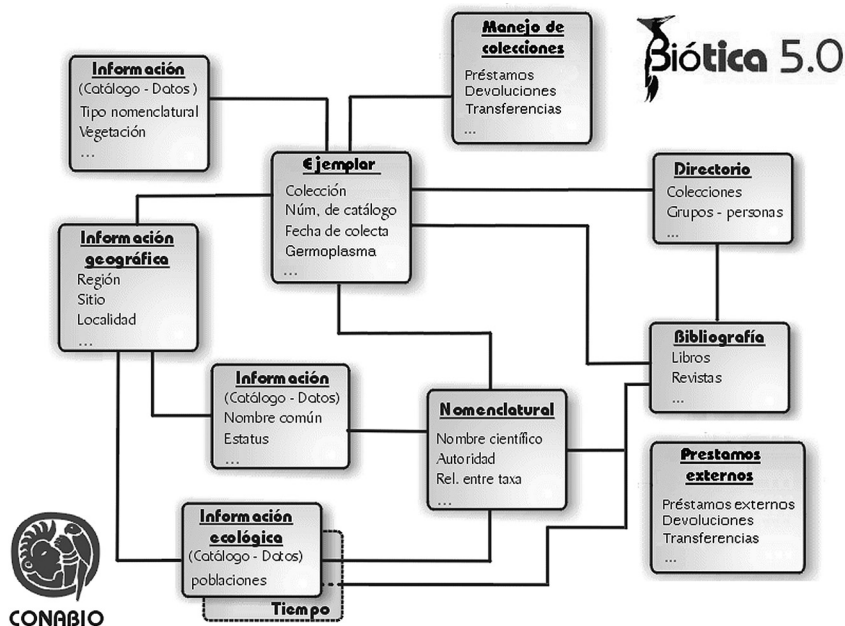 Manejo de
colecciones
Préstamos
Devoluciones
Transferencias
...
Biótica 5.0
Información
(Catálogo - Datos )
Tipo nomenclatural
Vegetación
...
Ejemplar
Colección
Núm. de catálogo
Fecha de colecta
Germoplasma
...
Directorio
Colecciones
Grupos - personas
...
Información
geográfica
Región
Sitio
Localidad
...
Bibliografía
Libros
Revistas
...
Información
(Catálogo - Datos)
Nombre común
Estatus
...
Nomenclatural
Nombre científico
Autoridad
Rel. entre taxa
...
Prestamos
externos
Préstamos externos
Devoluciones
Transferencias
...
Información
ecológica
(Catálogo - Datos)
poblaciones
Tiempo
CONABIO